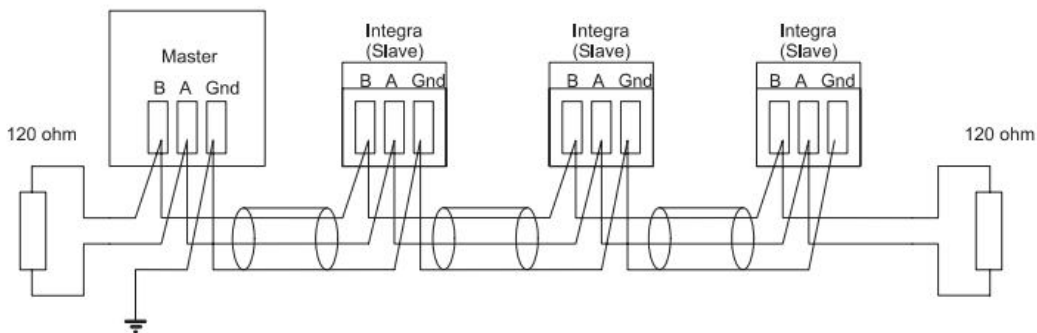 Master
B A Gnd
Integra
(Slave)
B A Gnd
Integra
(Slave)
B A Gnd
Integra
(Slave)
B A Gnd
120 ohm
120 ohm